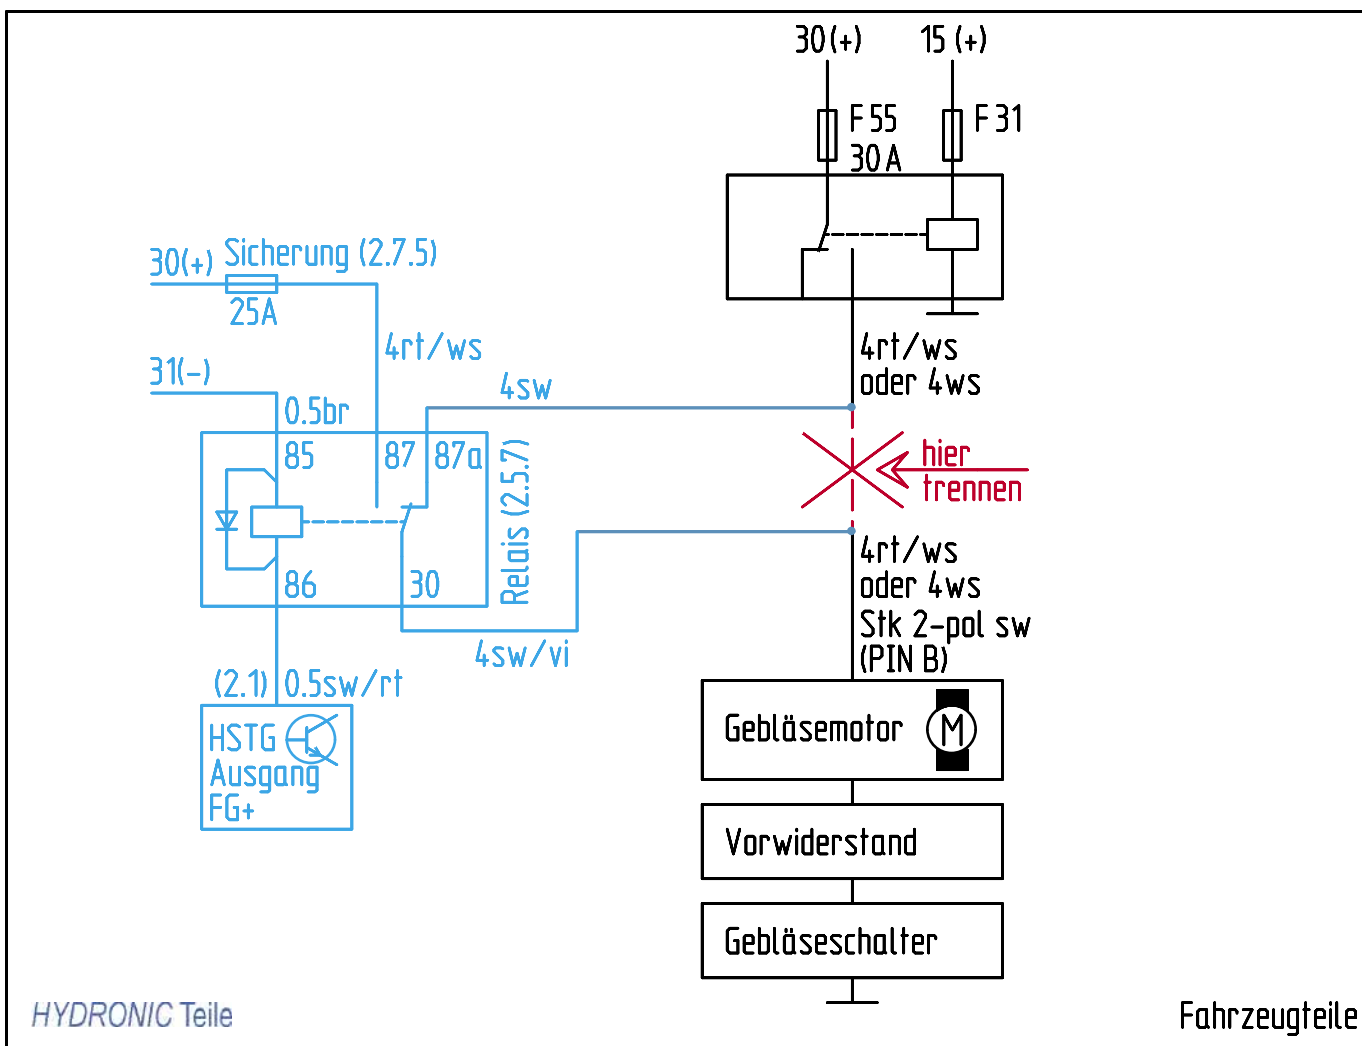 30(+) 15(+)
F55
30A
F31
Sicherung (2.7.5)
30(+)
25A
4rt/ws
31(-)
0.5br
4sw
4rt/ws
oder 4ws
85 87 87a
Relais (2.5.7)
hier
trennen
86 30
4rt/ws
oder 4ws
Stk 2-pol sw
(PIN B)
4sw/vi
(2.1) 0.5sw/rt
HSTG
Ausgang
FG+
Gebläsemotor M
Vorwiderstand
Gebläseschalter
HYDRONIC Teile
Fahrzeugteile